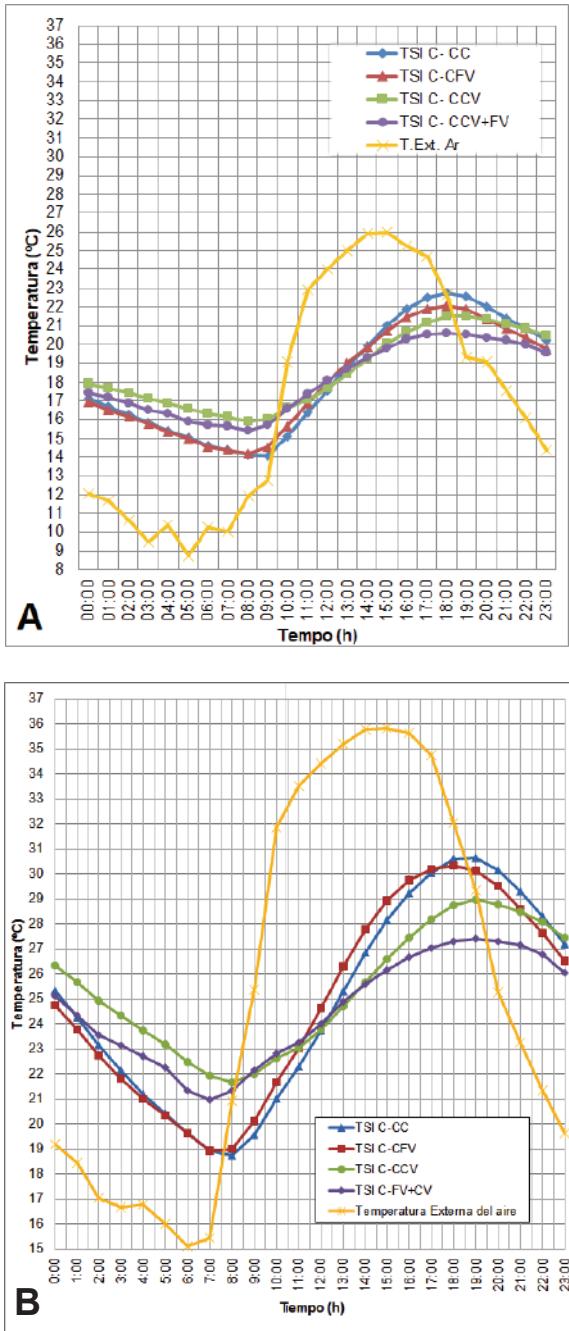 37
36
35
34
33
32
31
30
29
28
27
26
25
24
23
22
21
20
19
18
17
16
15
14
13
12
11
10
9
8
Temperatura (ºC)
TSI C- CC
TSI C-CFV
TSI C- CCV
TSI C- CCV+FV
T.Ext. Ar
00:00 01:00 02:00 03:00 04:00 05:00 06:00 07:00 08:00 09:00 10:00 11:00 12:00 13:00 14:00 15:00 16:00 17:00 18:00 19:00 20:00 21:00 22:00 23:00
Tempo (h)
A
37
36
35
34
33
32
31
30
29
28
27
26
25
24
23
22
21
20
19
18
17
16
15
Temperatura (ºC)
TSI C-CC
TSI C-CFV
TSI C-CCV
TSI C-FV+CV
Temperatura Externa del aire
0:00 1:00 2:00 3:00 4:00 5:00 6:00 7:00 8:00 9:00 10:00 11:00 12:00 13:00 14:00 15:00 16:00 17:00 18:00 19:00 20:00 21:00 22:00 23:00
Tiempo (h)
B